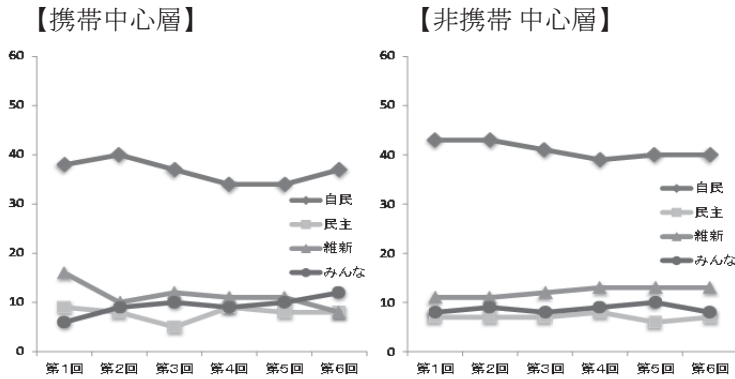 【携帯中心層】
60
50
40
30
20
10
0
第1回 第2回 第3回 第4回 第5回 第6回
自民
民主
維新
みんな
【非携帯 中心層】
60
50
40
30
20
10
0
第1回 第2回 第3回 第4回 第5回 第6回
自民
民主
維新
みんな